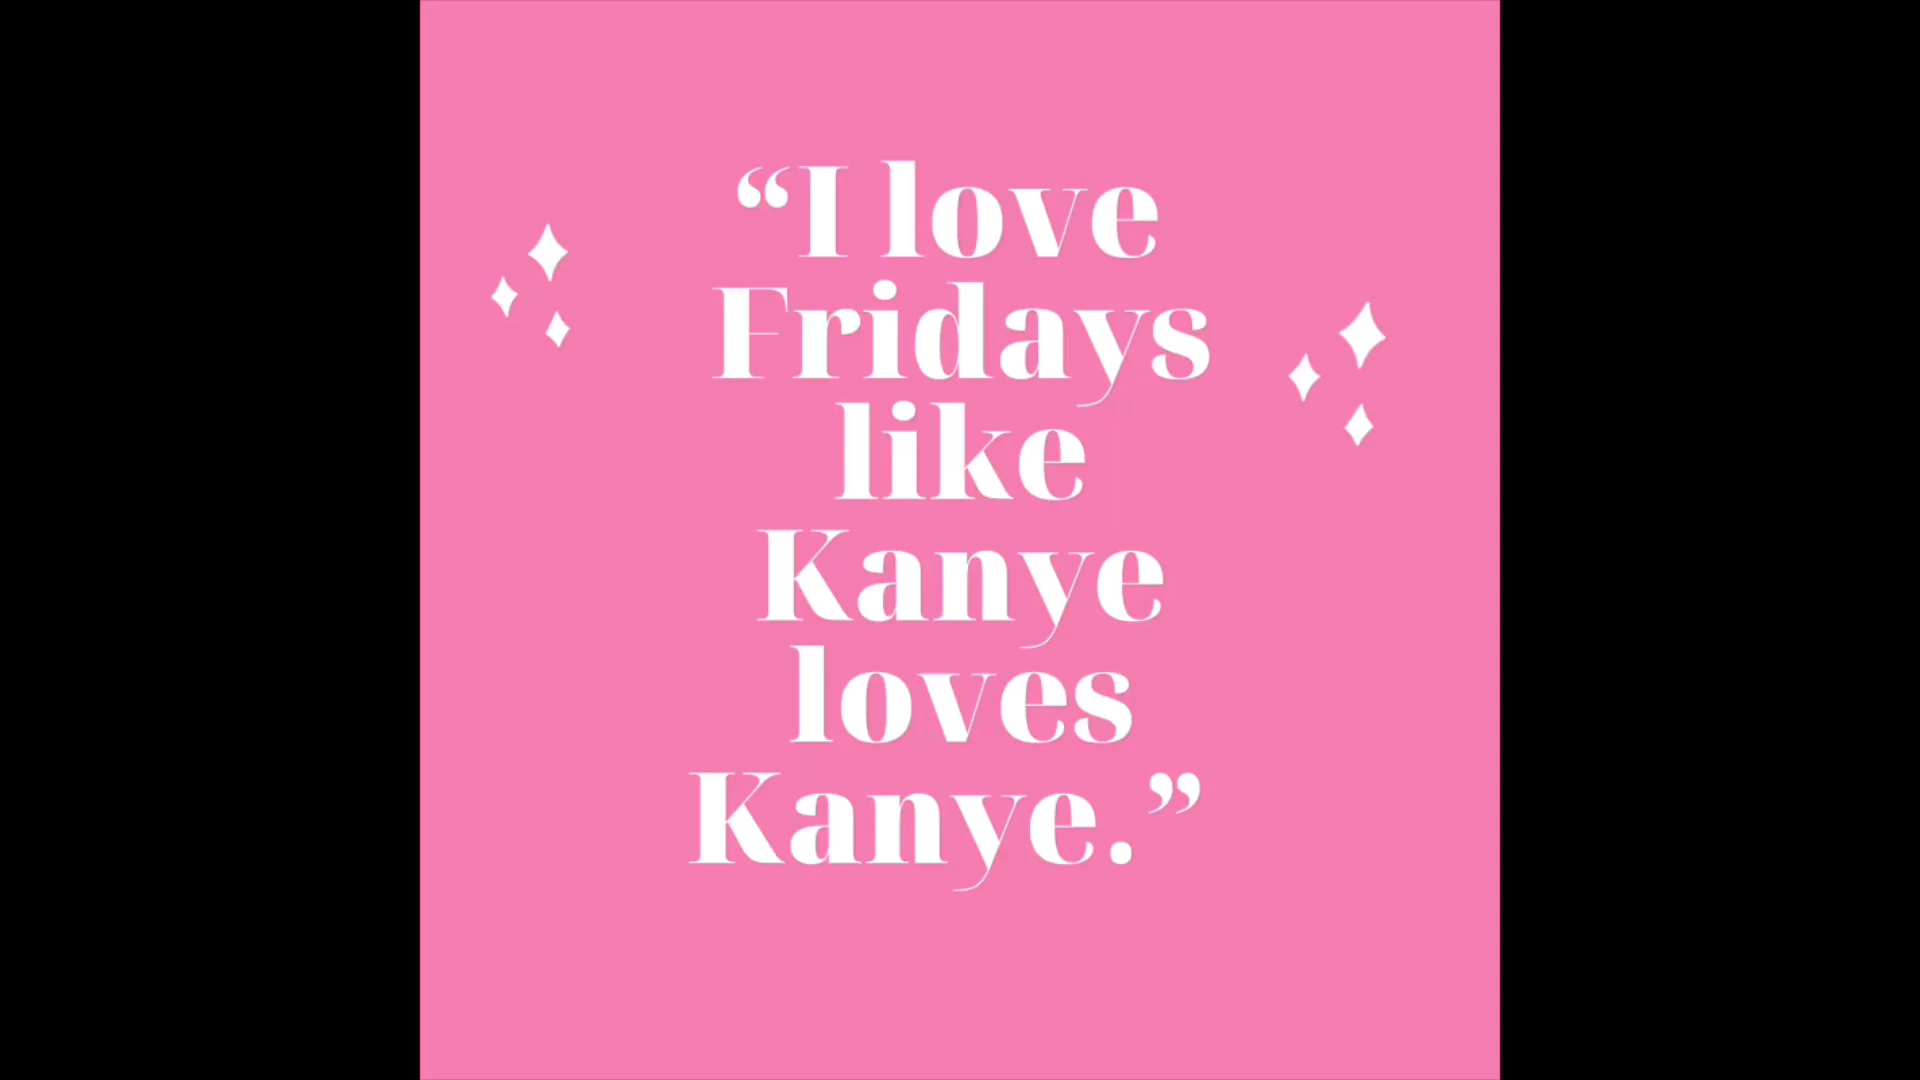 “I love
Fridays
like
Kanye
loves
Kanye.”